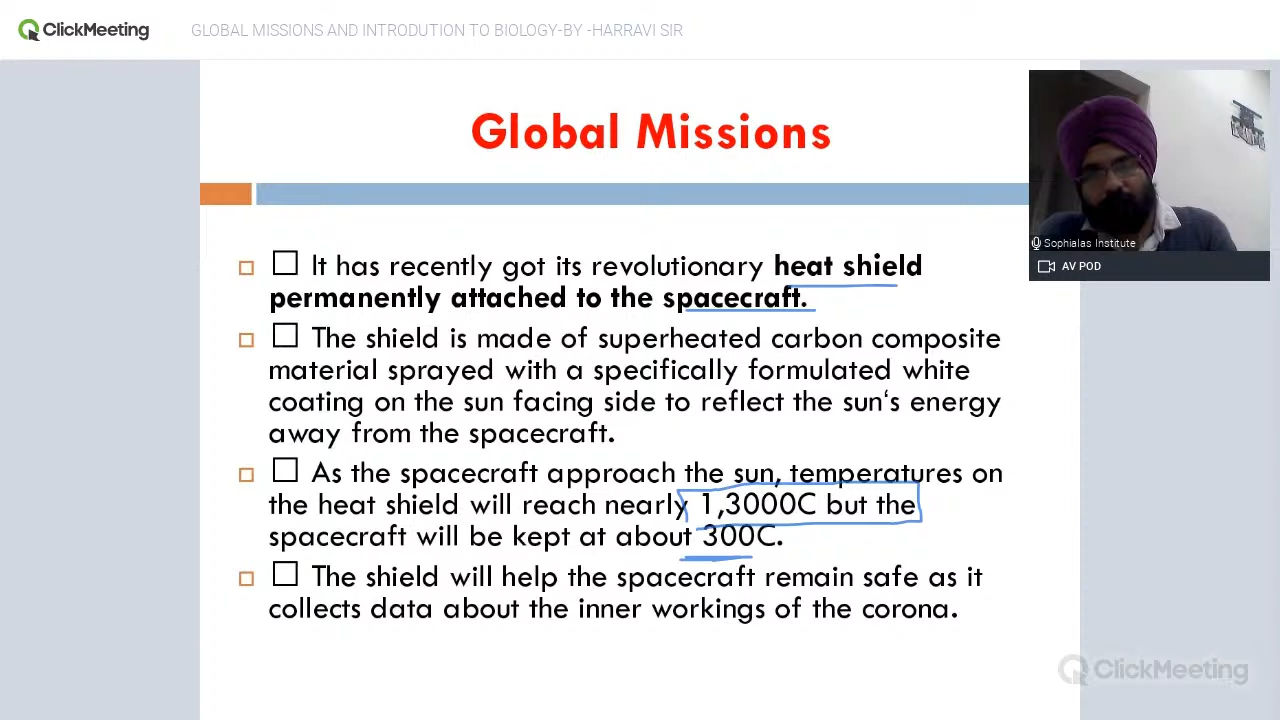 ClickMeeting
GLOBAL MISSIONS AND INTRODUTION TO BIOLOGY-BY -HARRAVI SIR
Global Missions
Sophialas Institute
AV POD
☐ It has recently got its revolutionary heat shield
permanently attached to the spacecraft.
☐ The shield is made of superheated carbon composite
material sprayed with a specifically formulated white
coating on the sun facing side to reflect the sun‘s energy
away from the spacecraft.
☐ As the spacecraft approach the sun, temperatures on
the heat shield will reach nearly 1,3000C but the
spacecraft will be kept at about 300C.
☐ The shield will help the spacecraft remain safe as it
collects data about the inner workings of the corona.
ClickMeeting